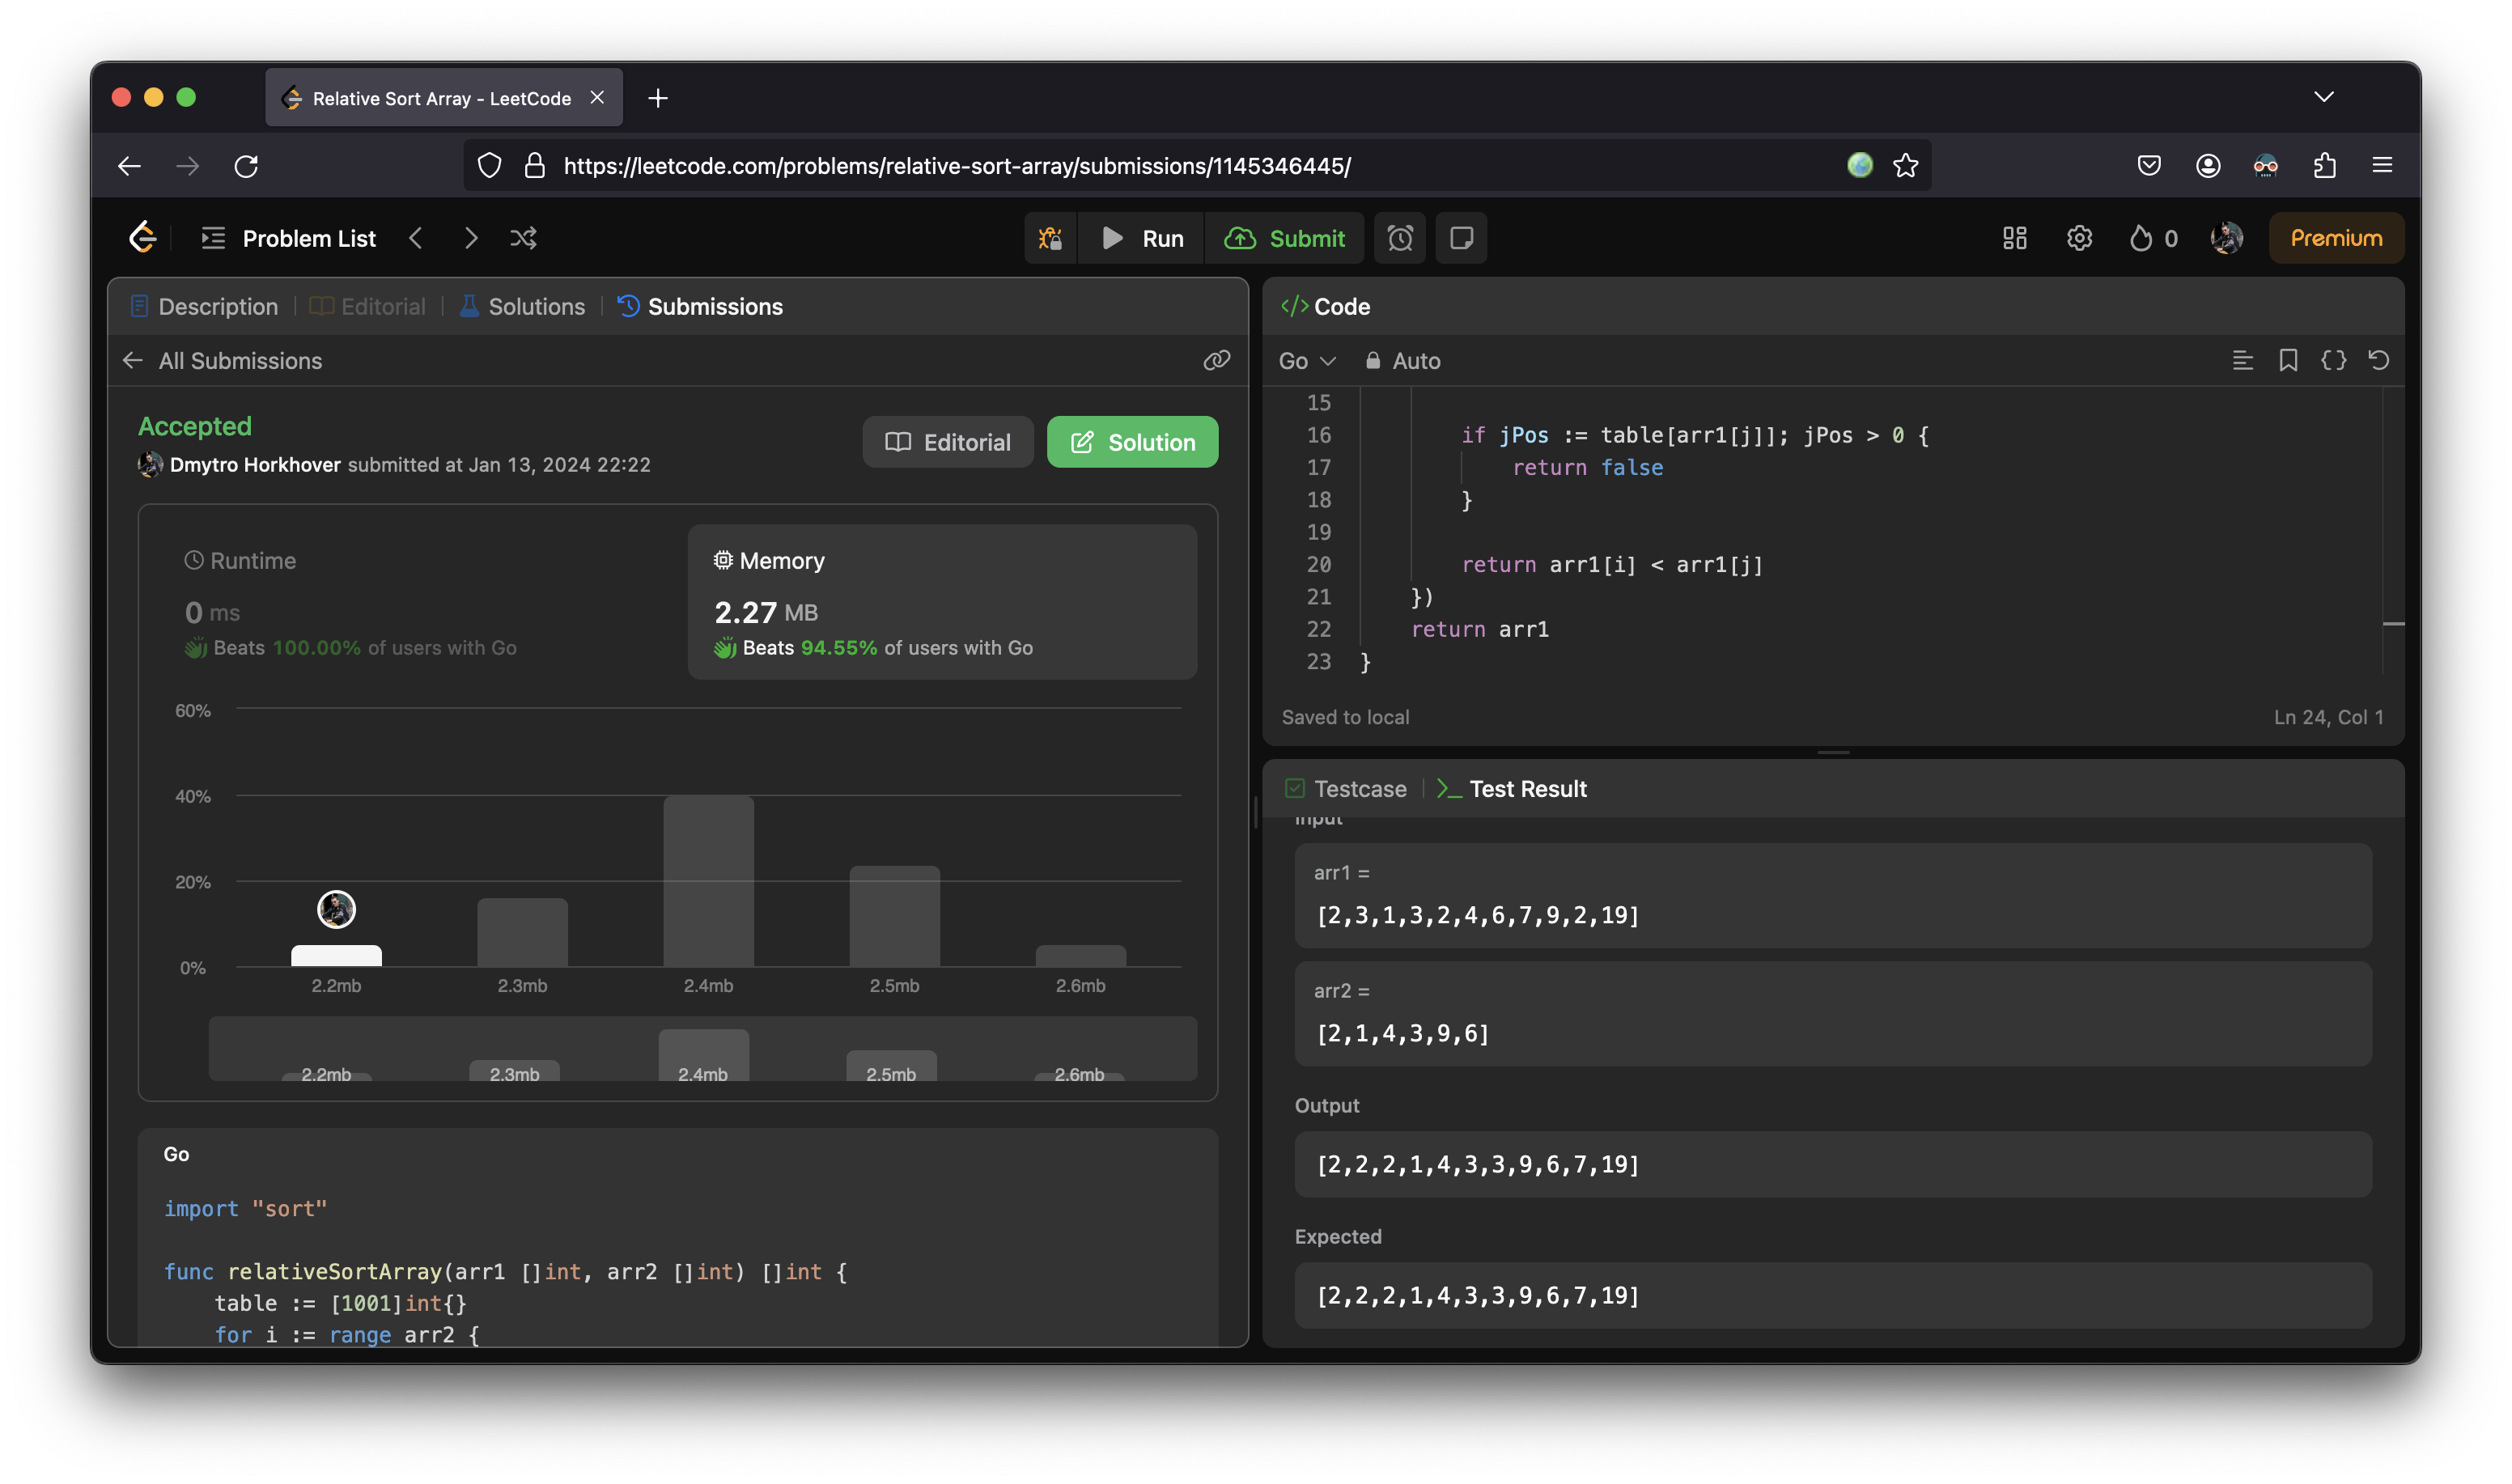 Relative Sort Array - LeetCode
https://leetcode.com/problems/relative-sort-array/submissions/1145346445/
Problem List
Run
Submit
0
Premium
Description
Editorial
Solutions
Submissions
All Submissions
Accepted
Dmytro Horkhover submitted at Jan 13, 2024 22:22
Editorial
Solution
Runtime
0 ms
Beats 100.00% of users with Go
Memory
2.27 MB
Beats 94.55% of users with Go
60%
40%
20%
0%
2.2mb 2.3mb 2.4mb 2.5mb 2.6mb
2.2mb 2.3mb 2.4mb 2.5mb 2.6mb
Go
import "sort"
func relativeSortArray(arr1 []int, arr2 []int) []int {
table := [1001]int{}
for i := range arr2 {
</> Code
Go
Auto
15
16 if jPos := table[arr1[j]]; jPos > 0 {
17 return false
18 }
19
20 return arr1[i] < arr1[j]
21 })
22 return arr1
23 }
Saved to local
Ln 24, Col 1
Testcase
Test Result
Input
arr1 =
[2,3,1,3,2,4,6,7,9,2,19]
arr2 =
[2,1,4,3,9,6]
Output
[2,2,2,1,4,3,3,9,6,7,19]
Expected
[2,2,2,1,4,3,3,9,6,7,19]